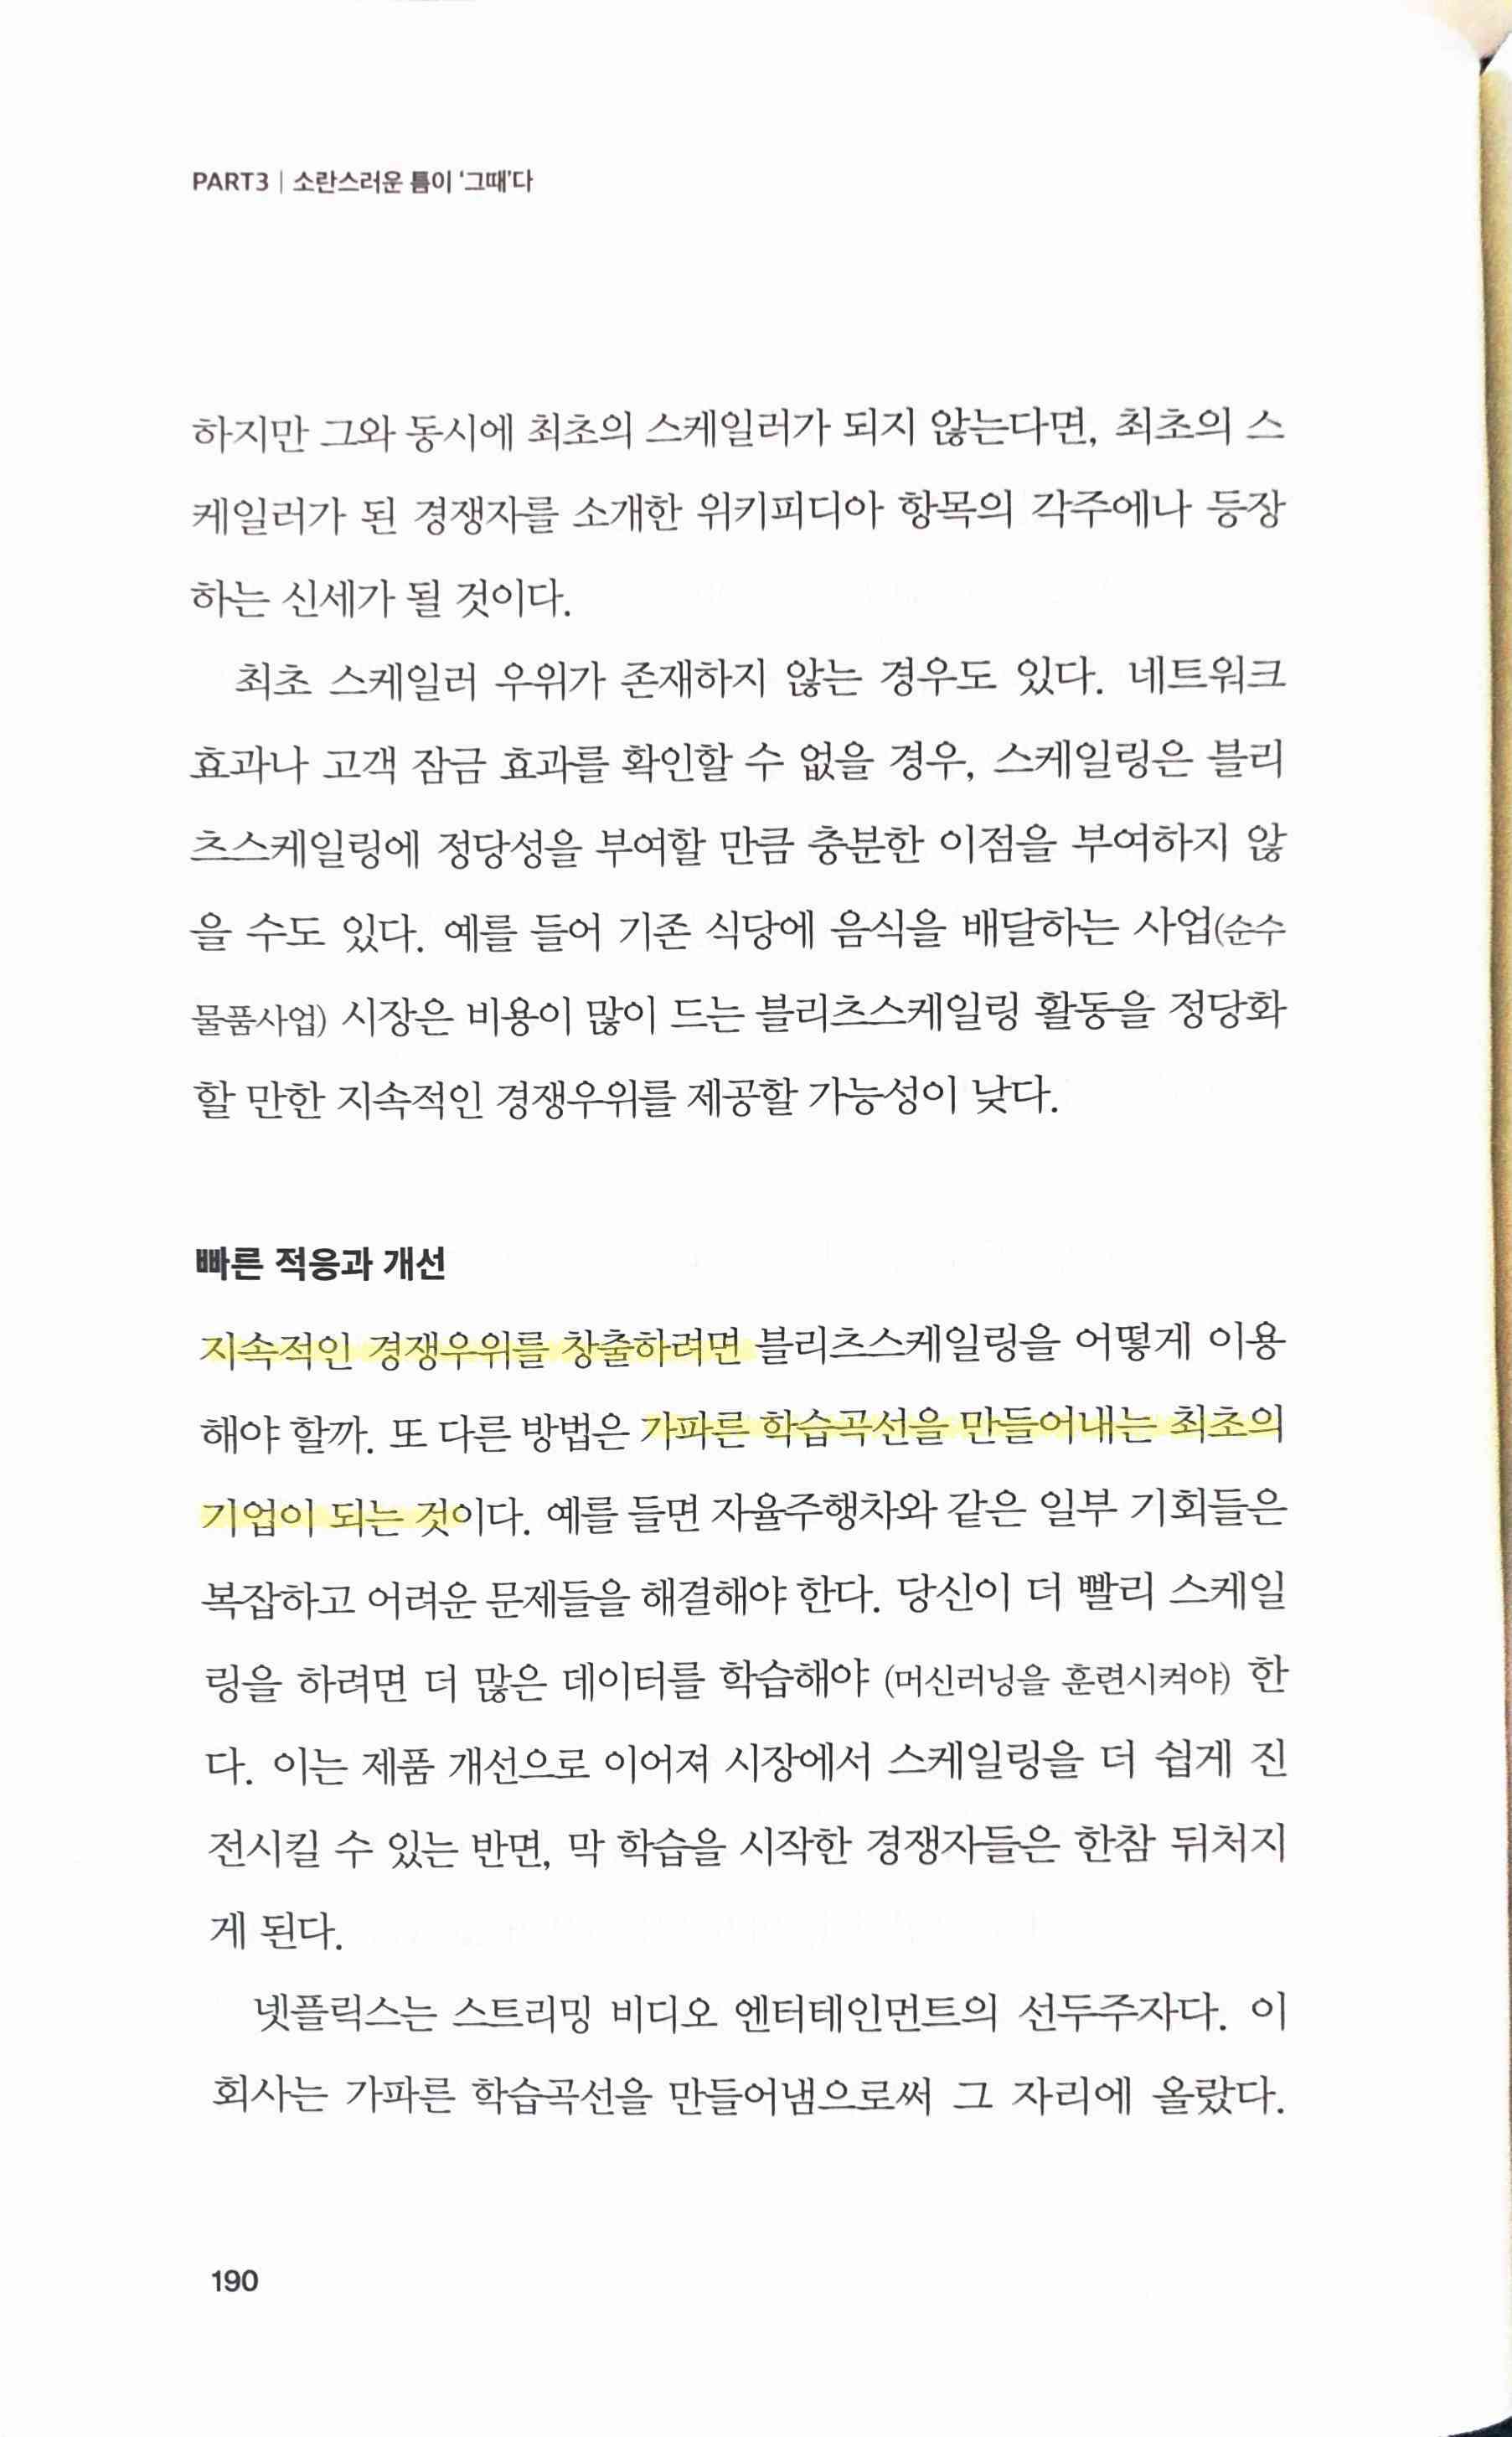 PART3 | 소란스러운 틈이 ‘그때’다
하지만 그와 동시에 최초의 스케일러가 되지 않는다면, 최초의 스
케일러가 된 경쟁자를 소개한 위키피디아 항목의 각주에나 등장
하는 신세가 될 것이다.
최초 스케일러 우위가 존재하지 않는 경우도 있다. 네트워크
효과나 고객 잠금 효과를 확인할 수 없을 경우, 스케일링은 블리
츠스케일링에 정당성을 부여할 만큼 충분한 이점을 부여하지 않
을 수도 있다. 예를 들어 기존 식당에 음식을 배달하는 사업(순수
물품사업) 시장은 비용이 많이 드는 블리츠스케일링 활동을 정당화
할 만한 지속적인 경쟁우위를 제공할 가능성이 낮다.
빠른 적응과 개선
지속적인 경쟁우위를 창출하려면 블리츠스케일링을 어떻게 이용
해야 할까. 또 다른 방법은 가파른 학습곡선을 만들어내는 최초의
기업이 되는 것이다. 예를 들면 자율주행차와 같은 일부 기회들은
복잡하고 어려운 문제들을 해결해야 한다. 당신이 더 빨리 스케일
링을 하려면 더 많은 데이터를 학습해야 (머신러닝을 훈련시켜야) 한
다. 이는 제품 개선으로 이어져 시장에서 스케일링을 더 쉽게 진
전시킬 수 있는 반면, 막 학습을 시작한 경쟁자들은 한참 뒤처지
게 된다.
넷플릭스는 스트리밍 비디오 엔터테인먼트의 선두주자다. 이
회사는 가파른 학습곡선을 만들어냄으로써 그 자리에 올랐다.
190